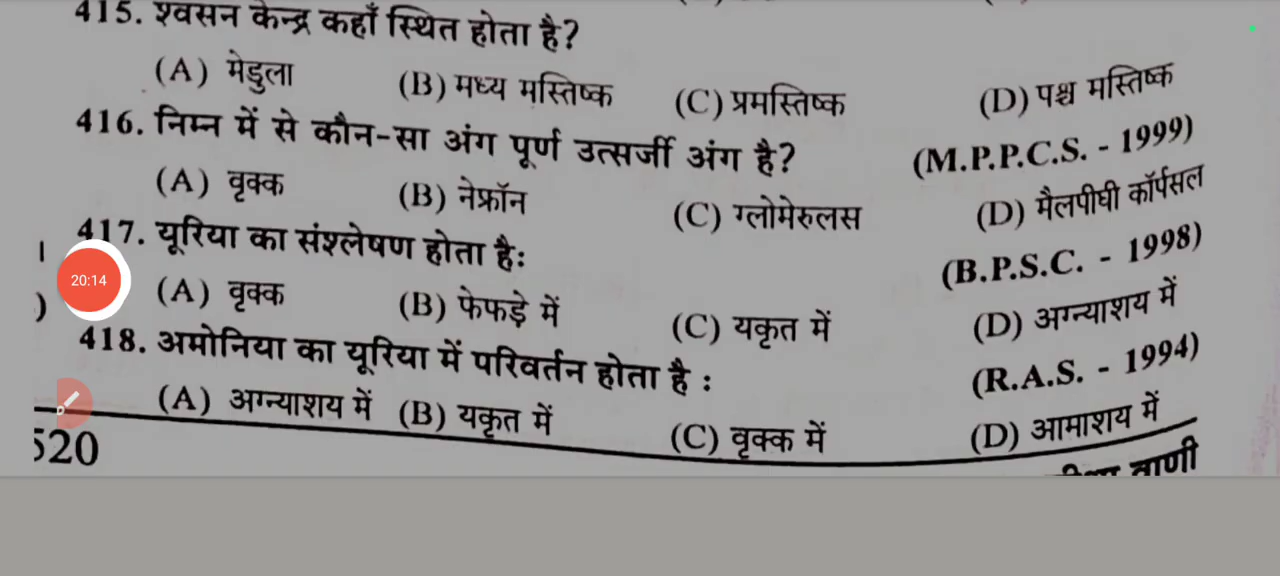 415. श्वसन केन्द्र कहाँ स्थित होता है?
(A) मेडुला (B) मध्य मस्तिष्क (C) प्रमस्तिष्क (D) पश्च मस्तिष्क
416. निम्न में से कौन-सा अंग पूर्ण उत्सर्जी अंग है? (M.P.P.C.S. - 1999)
(A) वृक्क (B) नेफ्रॉन (C) ग्लोमेरुलस (D) मैलपीघी कॉर्पसल
417. यूरिया का संश्लेषण होता है: (B.P.S.C. - 1998)
(A) वृक्क (B) फेफड़े में (C) यकृत में (D) अग्न्याशय में
20:14
418. अमोनिया का यूरिया में परिवर्तन होता है : (R.A.S. - 1994)
(A) अग्न्याशय में (B) यकृत में (C) वृक्क में (D) आमाशय में
520